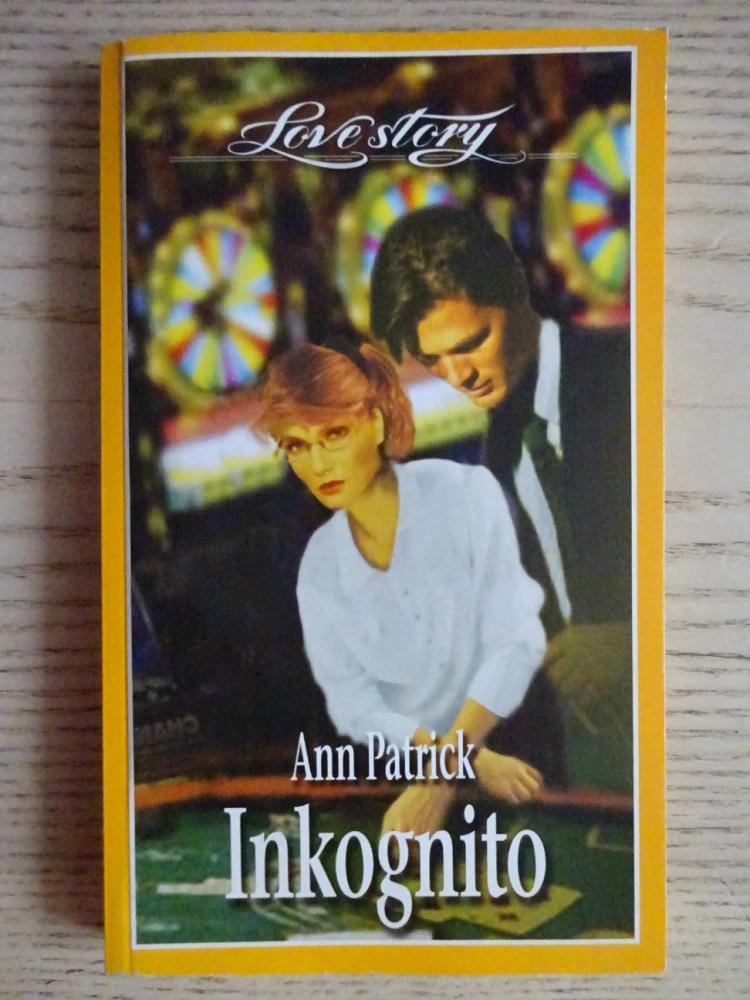 Love story
Ann Patrick
Inkognito